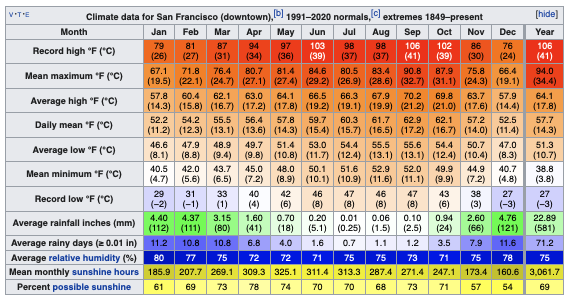 V·T·E Climate data for San Francisco (downtown),[b] 1991–2020 normals,[c] extremes 1849–present [hide]
Month Jan Feb Mar Apr May Jun Jul Aug Sep Oct Nov Dec Year
Record high °F (°C) 79 (26) 81 (27) 87 (31) 94 (34) 97 (36) 103 (39) 98 (37) 98 (37) 106 (41) 102 (39) 86 (30) 76 (24) 106 (41)
Mean maximum °F (°C) 67.1 (19.5) 71.8 (22.1) 76.4 (24.7) 80.7 (27.1) 81.4 (27.4) 84.6 (29.2) 80.5 (26.9) 83.4 (28.6) 90.8 (32.7) 87.9 (31.1) 75.8 (24.3) 66.4 (19.1) 94.0 (34.4)
Average high °F (°C) 57.8 (14.3) 60.4 (15.8) 62.1 (16.7) 63.0 (17.2) 64.1 (17.8) 66.5 (19.2) 66.3 (19.1) 67.9 (19.9) 70.2 (21.2) 69.8 (21.0) 63.7 (17.6) 57.9 (14.4) 64.1 (17.8)
Daily mean °F (°C) 52.2 (11.2) 54.2 (12.3) 55.5 (13.1) 56.4 (13.6) 57.8 (14.3) 59.7 (15.4) 60.3 (15.7) 61.7 (16.5) 62.9 (17.2) 62.1 (16.7) 57.2 (14.0) 52.5 (11.4) 57.7 (14.3)
Average low °F (°C) 46.6 (8.1) 47.9 (8.8) 48.9 (9.4) 49.7 (9.8) 51.4 (10.8) 53.0 (11.7) 54.4 (12.4) 55.5 (13.1) 55.6 (13.1) 54.4 (12.4) 50.7 (10.4) 47.0 (8.3) 51.3 (10.7)
Mean minimum °F (°C) 40.5 (4.7) 42.0 (5.6) 43.7 (6.5) 45.0 (7.2) 48.0 (8.9) 50.1 (10.1) 51.6 (10.9) 52.9 (11.6) 52.0 (11.1) 49.9 (9.9) 44.9 (7.2) 40.7 (4.8) 38.8 (3.8)
Record low °F (°C) 29 (−2) 31 (−1) 33 (1) 40 (4) 42 (6) 46 (8) 47 (8) 46 (8) 47 (8) 43 (6) 38 (3) 27 (−3) 27 (−3)
Average rainfall inches (mm) 4.40 (112) 4.37 (111) 3.15 (80) 1.60 (41) 0.70 (18) 0.20 (5.1) 0.01 (0.25) 0.06 (1.5) 0.10 (2.5) 0.94 (24) 2.60 (66) 4.76 (121) 22.89 (581)
Average rainy days (≥ 0.01 in) 11.2 10.8 10.8 6.8 4.0 1.6 0.7 1.1 1.2 3.5 7.9 11.6 71.2
Average relative humidity (%) 80 77 75 72 72 71 75 75 73 71 75 78 75
Mean monthly sunshine hours 185.9 207.7 269.1 309.3 325.1 311.4 313.3 287.4 271.4 247.1 173.4 160.6 3,061.7
Percent possible sunshine 61 69 73 78 74 70 70 68 73 71 57 54 69